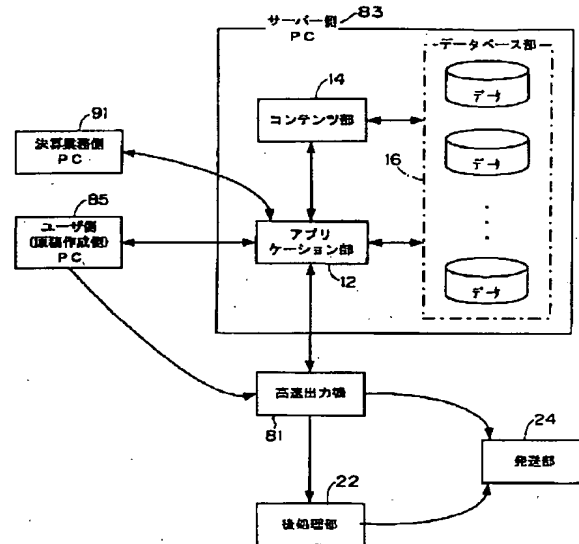 サーバー側 83
PC
データベース部
データ
14
コンテンツ部
91
決算業務側
PC
データ
16
85
ユーザ側
(原稿作成側)
PC
アプリ
ケーション部
12
データ
高速出力機
81
24
発送部
22
後処理部